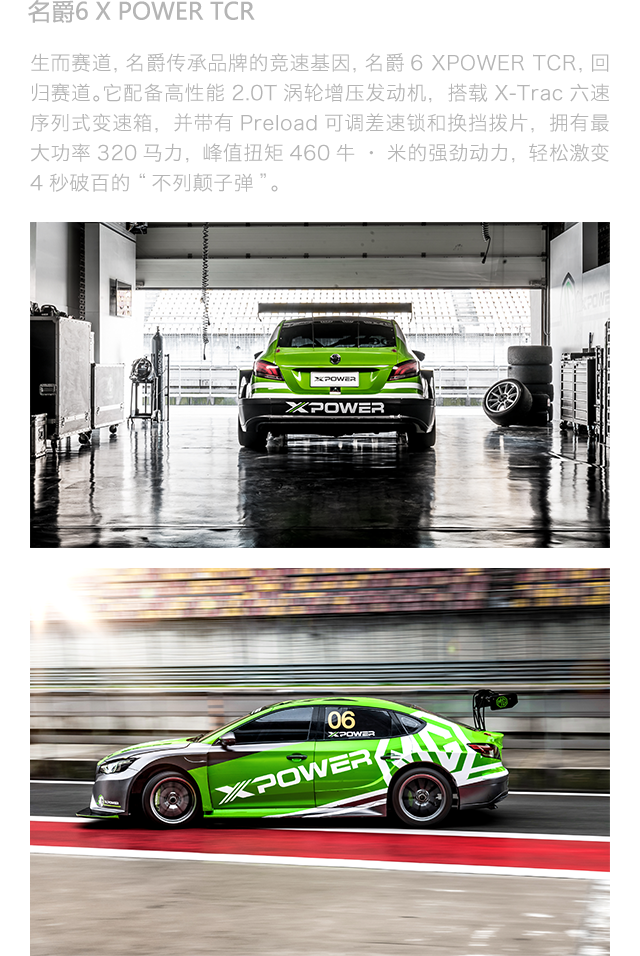 名爵6 X POWER TCR
生而赛道, 名爵传承品牌的竞速基因, 名爵 6 XPOWER TCR, 回
归赛道。它配备高性能 2.0T 涡轮增压发动机, 搭载 X-Trac 六速
序列式变速箱, 并带有 Preload 可调差速锁和换挡拨片, 拥有最
大功率 320 马力, 峰值扭矩 460 牛 · 米的强劲动力, 轻松激变
4 秒破百的 “ 不列颠子弹 ”。
XPOWER
XPOWER
06
XPOWER
XPOWER
MG